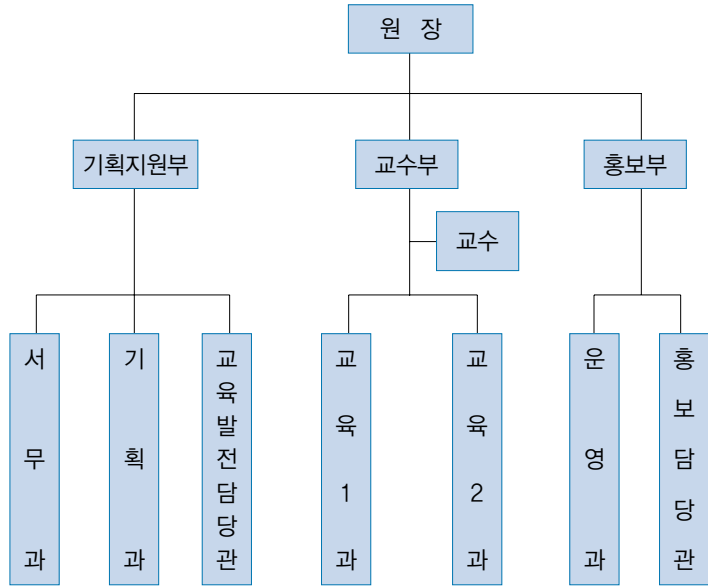 원 장
기획지원부
교수부
홍보부
교수
서무과
기획과
교육발전담당관
교육1과
교육2과
운영과
홍보담당관